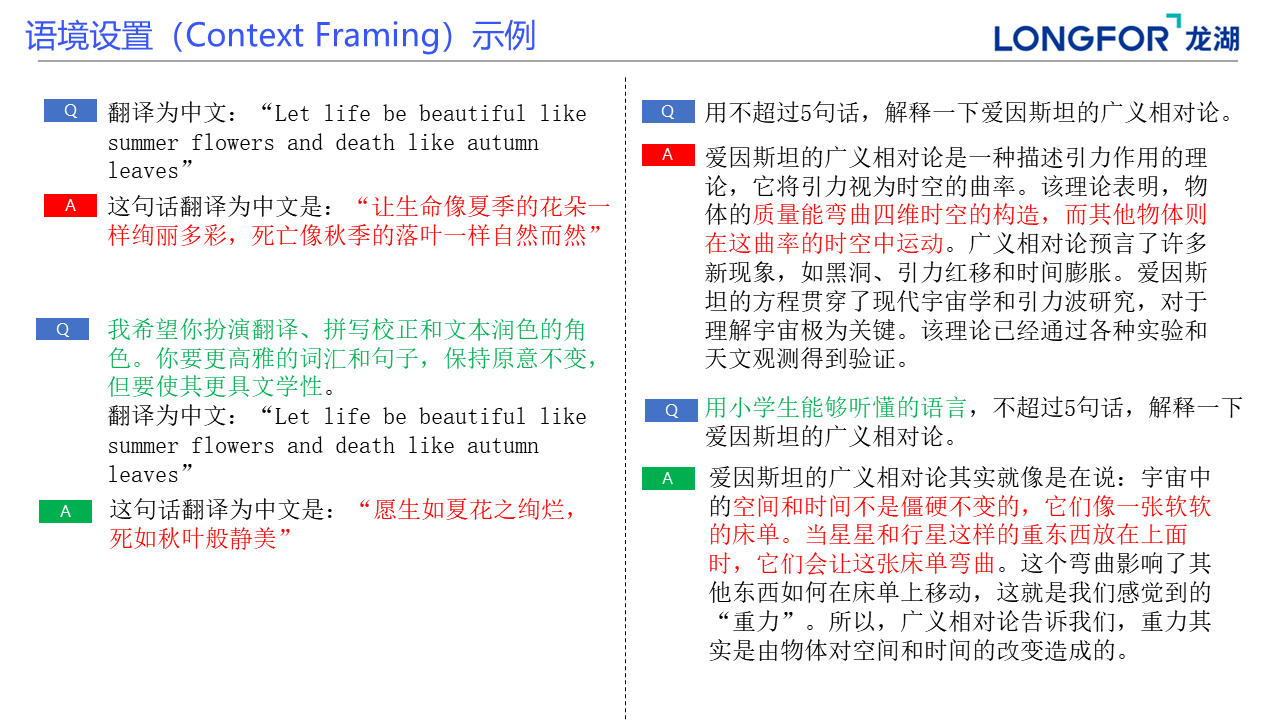 语境设置（Context Framing）示例
LONGFOR 龙湖
Q
翻译为中文：“Let life be beautiful like
summer flowers and death like autumn
leaves”
A
这句话翻译为中文是：“让生命像夏季的花朵一
样绚丽多彩，死亡像秋季的落叶一样自然而然”
Q
我希望你扮演翻译、拼写校正和文本润色的角
色。你要更高雅的词汇和句子，保持原意不变，
但要使其更具文学性。
翻译为中文：“Let life be beautiful like
summer flowers and death like autumn
leaves”
A
这句话翻译为中文是：“愿生如夏花之绚烂，
死如秋叶般静美”
Q
用不超过5句话，解释一下爱因斯坦的广义相对论。
A
爱因斯坦的广义相对论是一种描述引力作用的理
论，它将引力视为时空的曲率。该理论表明，物
体的质量能弯曲四维时空的构造，而其他物体则
在这曲率的时空中运动。广义相对论预言了许多
新现象，如黑洞、引力红移和时间膨胀。爱因斯
坦的方程贯穿了现代宇宙学和引力波研究，对于
理解宇宙极为关键。该理论已经通过各种实验和
天文观测得到验证。
Q
用小学生能够听懂的语言，不超过5句话，解释一下
爱因斯坦的广义相对论。
A
爱因斯坦的广义相对论其实就像是在说：宇宙中
的空间和时间不是僵硬不变的，它们像一张软软
的床单。当星星和行星这样的重东西放在上面
时，它们会让这张床单弯曲。这个弯曲影响了其
他东西如何在床单上移动，这就是我们感觉到的
“重力”。所以，广义相对论告诉我们，重力其
实是由物体对空间和时间的改变造成的。